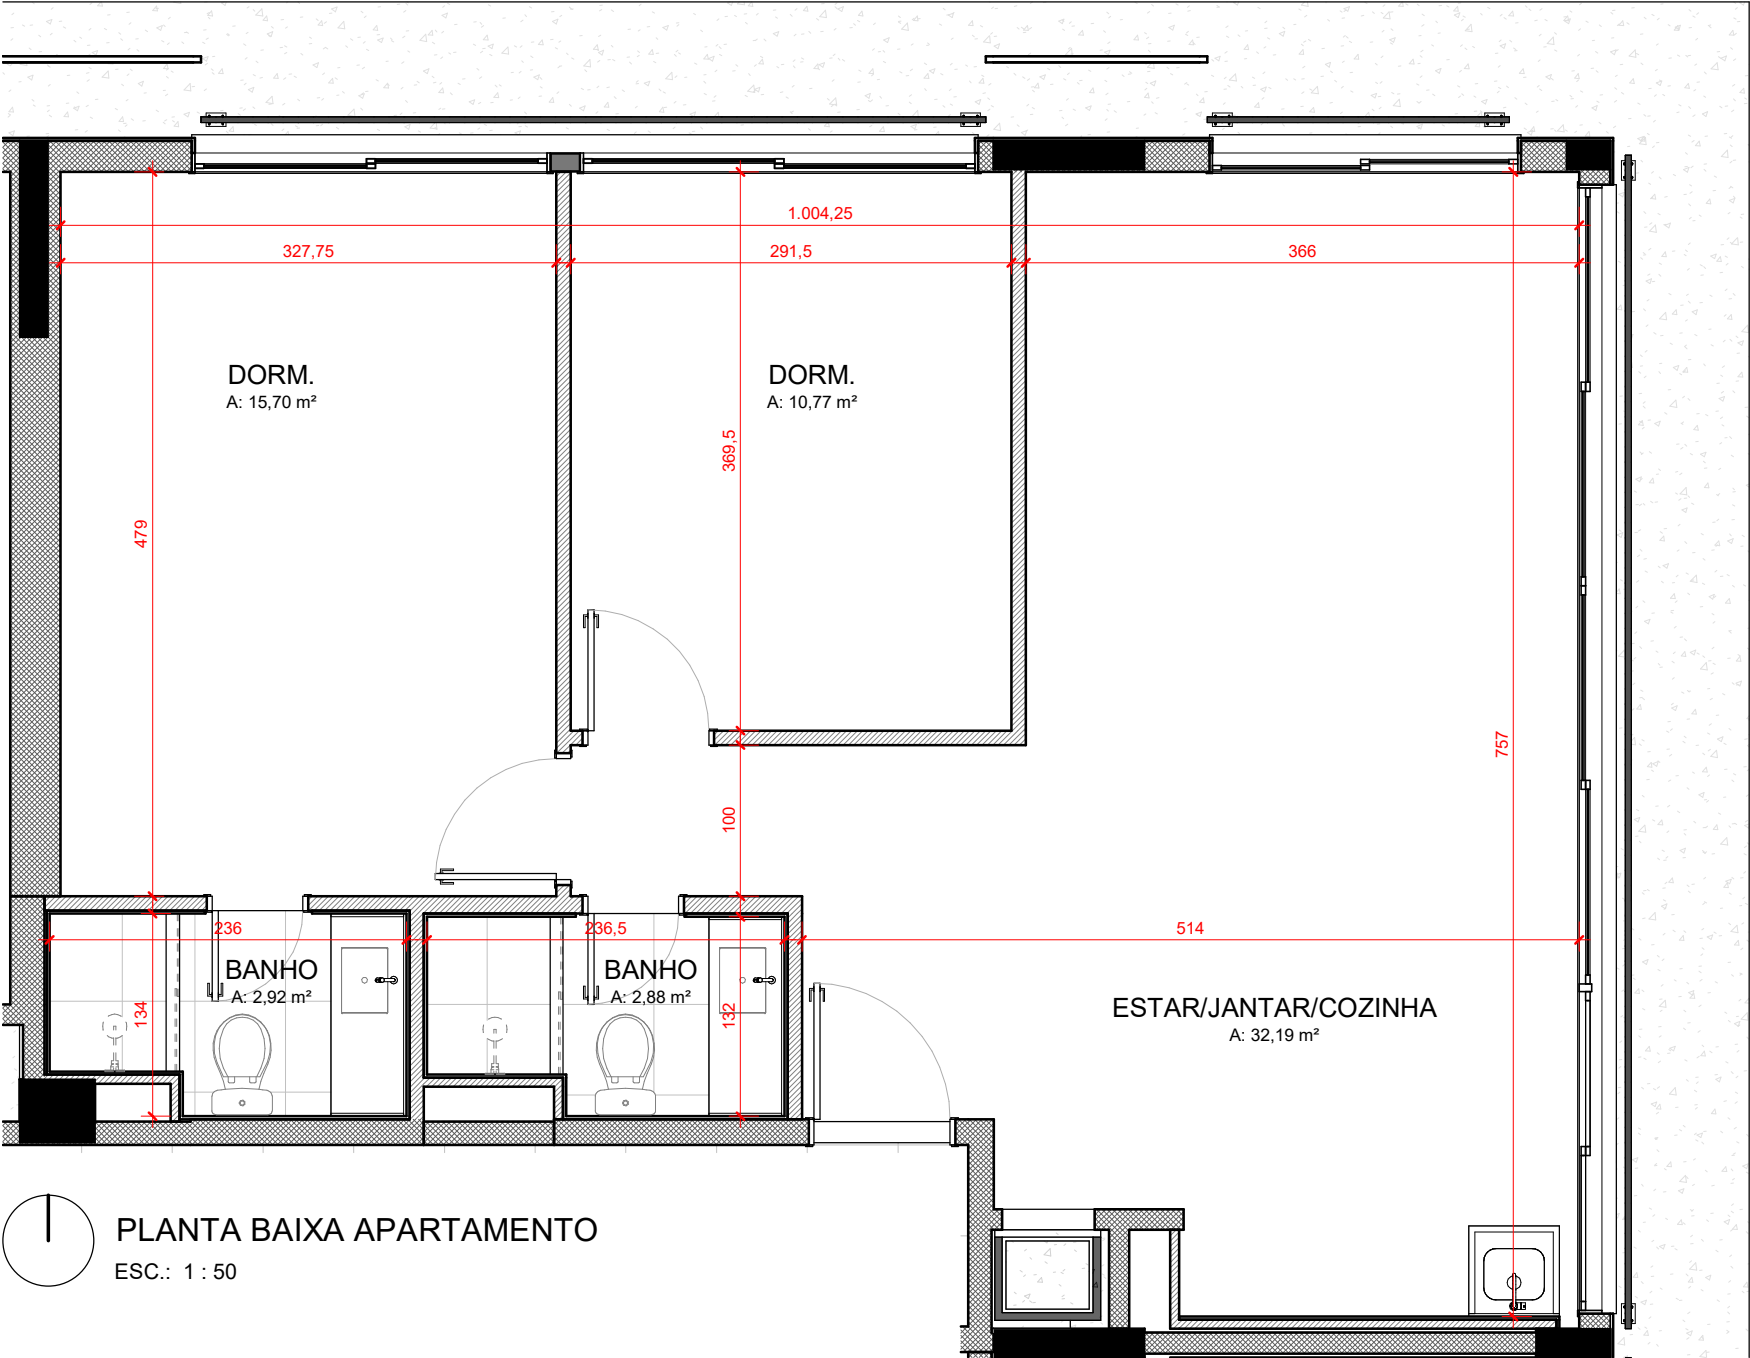 1.004,25
327,75
291,5
366
DORM.
A: 15,70 m²
DORM.
A: 10,77 m²
369,5
479
757
100
236
236,5
514
BANHO
A: 2,92 m²
BANHO
A: 2,88 m²
134
132
ESTAR/JANTAR/COZINHA
A: 32,19 m²
PLANTA BAIXA APARTAMENTO
ESC.: 1 : 50